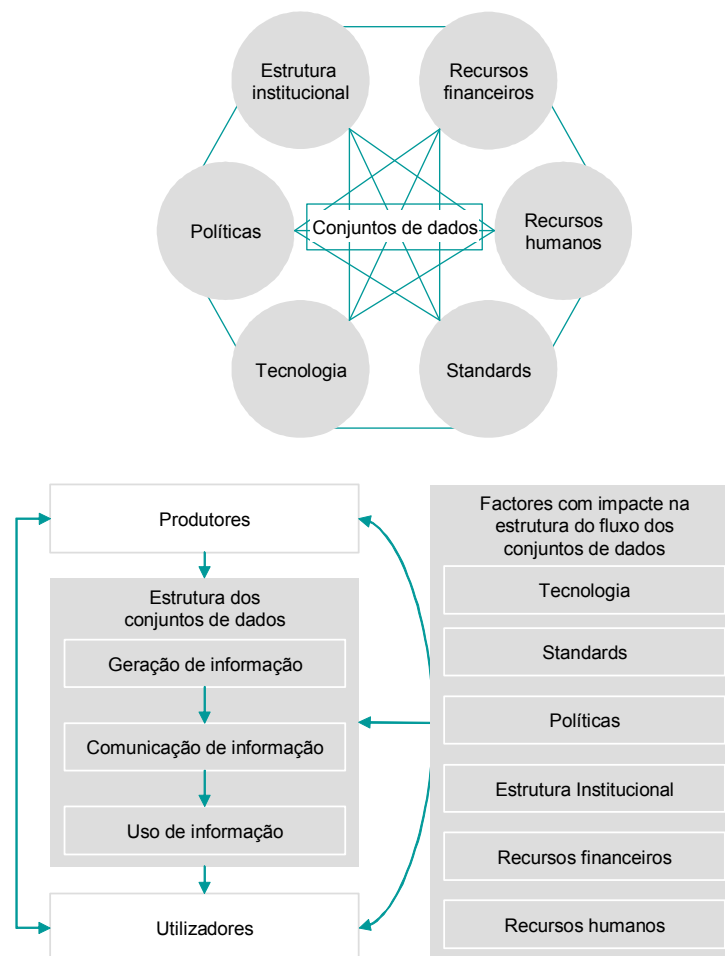 Estrutura
institucional
Recursos
financeiros
Políticas
Conjuntos de dados
Recursos
humanos
Tecnologia
Standards
Produtores
Estrutura dos
conjuntos de dados
Geração de informação
Comunicação de informação
Uso de informação
Utilizadores
Factores com impacte na
estrutura do fluxo dos
conjuntos de dados
Tecnologia
Standards
Políticas
Estrutura Institucional
Recursos financeiros
Recursos humanos